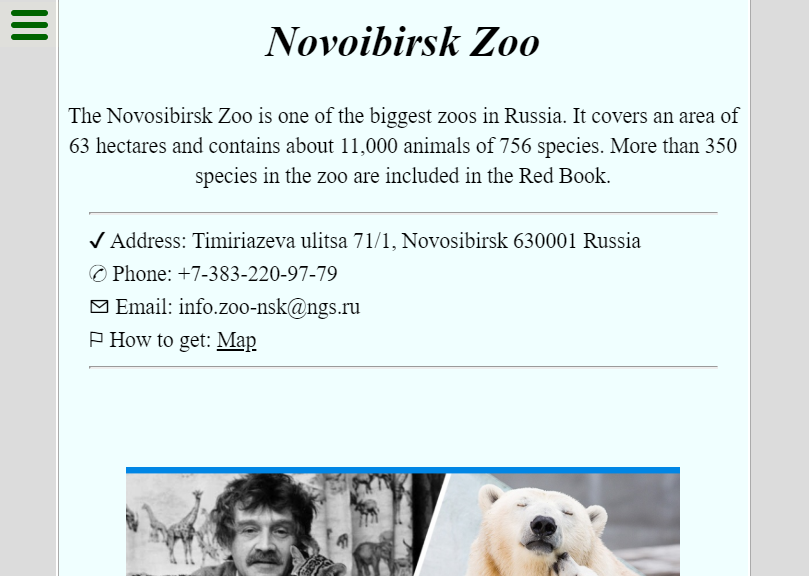 Novoibirsk Zoo
The Novosibirsk Zoo is one of the biggest zoos in Russia. It covers an area of
63 hectares and contains about 11,000 animals of 756 species. More than 350
species in the zoo are included in the Red Book.
✔ Address: Timiriazeva ulitsa 71/1, Novosibirsk 630001 Russia
✆ Phone: +7-383-220-97-79
🖂 Email: info.zoo-nsk@ngs.ru
⚐ How to get: Map